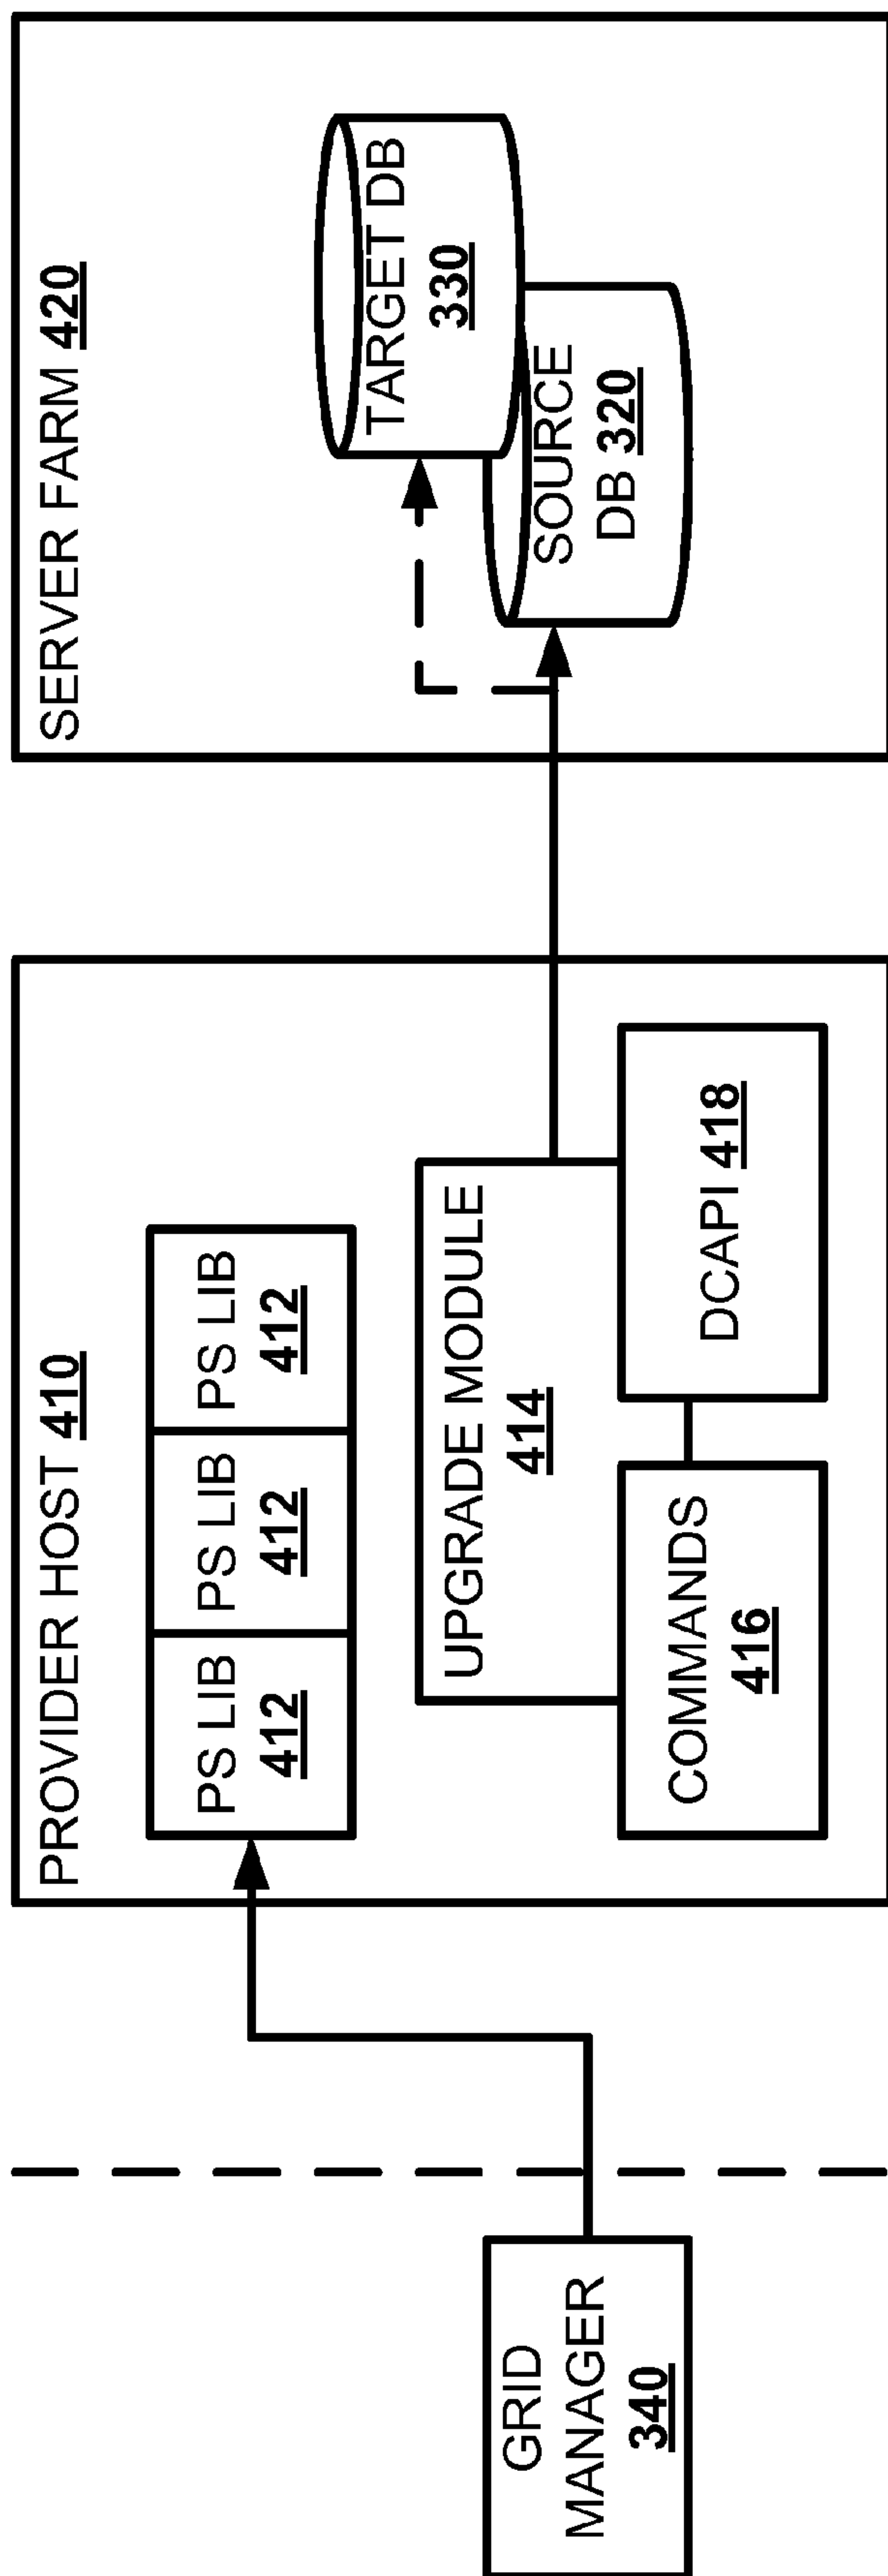 GRID
MANAGER
340
PROVIDER HOST 410
PS LIB
412
PS LIB
412
PS LIB
412
UPGRADE MODULE
414
COMMANDS
416
DCAPI 418
SERVER FARM 420
TARGET DB
330
SOURCE
DB 320